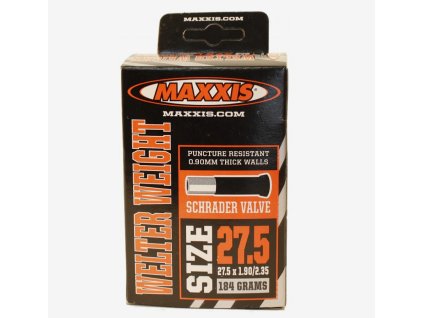 MAXXIS.COM
MAXXIS
MAXXIS.COM
WELTER WEIGHT
PUNCTURE RESISTANT
0.90MM THICK WALLS
SCHRADER VALVE
SIZE
27.5
27.5 x 1.90/2.35
184 GRAMS